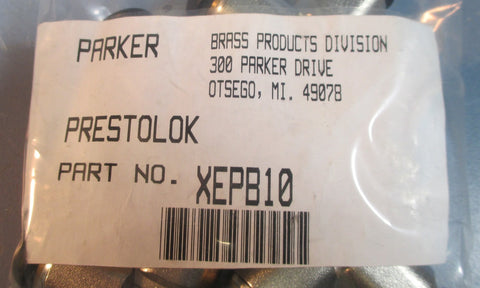 PARKER
BRASS PRODUCTS DIVISION
300 PARKER DRIVE
OTSEGO, MI. 49078
PRESTOLOK
PART NO. XEPB10